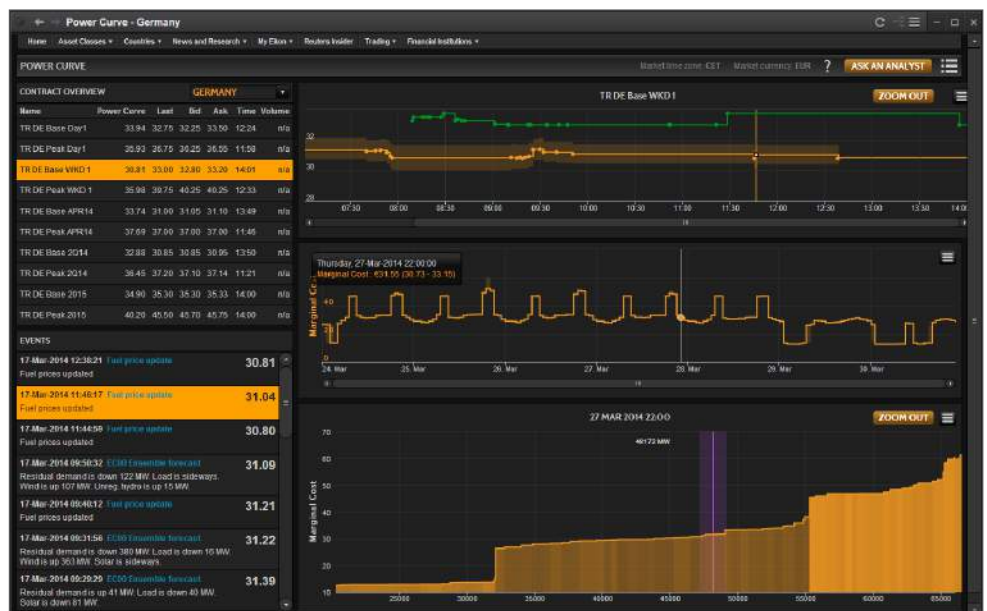 Power Curve - Germany
Home Asset Classes Countries News and Research My Eikon Reuters Insider Trading Financial Institutions
POWER CURVE
Market time zone: CET Market currency: EUR ? ASK AN ANALYST
CONTRACT OVERVIEW GERMANY
Name Power Curve Last Bid Ask Time Volume
TR DE Base Day1 33.94 32.75 32.25 33.50 12:24 n/a
TR DE Peak Day1 35.93 36.75 36.25 36.55 11:58 n/a
TR DE Base WKD 1 30.81 33.00 32.80 33.20 14:01 n/a
TR DE Peak WKD 1 35.98 39.75 40.25 40.25 12:33 n/a
TR DE Base APR14 33.74 31.00 31.05 31.10 13:49 n/a
TR DE Peak APR14 37.69 37.00 37.00 37.00 11:46 n/a
TR DE Base 2Q14 32.88 30.85 30.85 30.95 13:50 n/a
TR DE Peak 2Q14 36.45 37.20 37.10 37.14 11:21 n/a
TR DE Base 2015 34.90 35.30 35.30 35.33 14:00 n/a
TR DE Peak 2015 40.20 45.50 45.70 45.75 14:00 n/a
EVENTS
17-Mar-2014 12:38:21 Fuel price update 30.81
Fuel prices updated
17-Mar-2014 11:46:17 Fuel price update 31.04
Fuel prices updated
17-Mar-2014 11:44:59 Fuel price update 30.80
Fuel prices updated
17-Mar-2014 09:50:32 EC00 Ensemble forecast 31.09
Residual demand is down 122 MW. Load is sideways.
Wind is up 107 MW. Unreg. hydro is up 15 MW.
17-Mar-2014 09:40:12 Fuel price update 31.21
Fuel prices updated
17-Mar-2014 09:31:56 EC00 Ensemble forecast 31.22
Residual demand is down 380 MW. Load is down 16 MW.
Wind is up 363 MW. Solar is sideways.
17-Mar-2014 09:29:29 EC00 Ensemble forecast 31.39
Residual demand is up 41 MW. Load is down 40 MW.
Solar is down 81 MW.
TR DE Base WKD 1
ZOOM OUT
32
30
28
07:30 08:00 08:30 09:00 09:30 10:00 10:30 11:00 11:30 12:00 12:30 13:00 13:30 14:00
Thursday, 27-Mar-2014 22:00:00
Marginal Cost: €31.55 (30.73 - 33.15)
Marginal Cost
40
20
0
24. Mar 25. Mar 26. Mar 27. Mar 28. Mar 29. Mar 30. Mar
27 MAR 2014 22:00
ZOOM OUT
48172 MW
Marginal Cost
70
60
50
40
30
20
10
25000 30000 35000 40000 45000 50000 55000 60000 65000